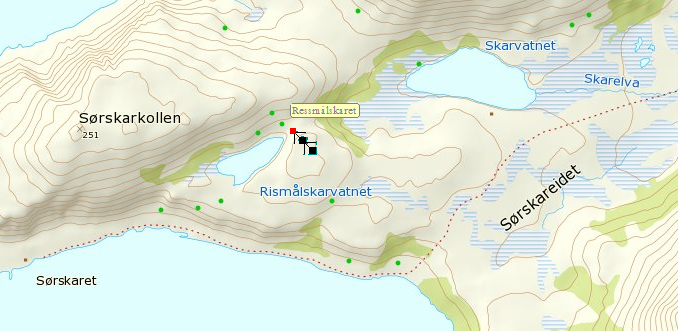 Skarvatnet
Skarelva
Ressmålskaret
Sørskarkollen
251
Rismålskarvatnet
Sørskareidet
Sørskaret